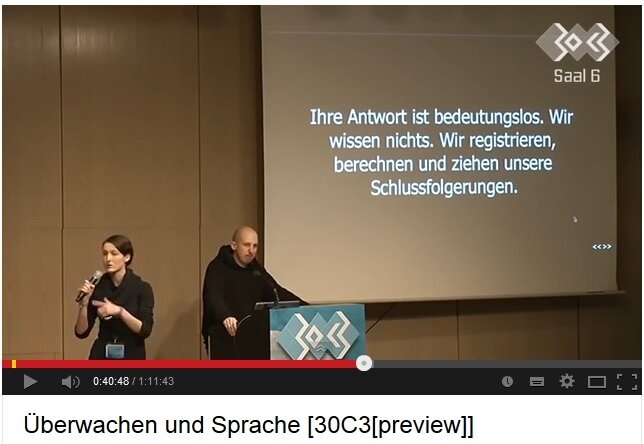 30C3
Saal 6
Ihre Antwort ist bedeutungslos. Wir
wissen nichts. Wir registrieren,
berechnen und ziehen unsere
Schlussfolgerungen.
<<>>
30C3
0:40:48 / 1:11:43
Überwachen und Sprache [30C3[preview]]